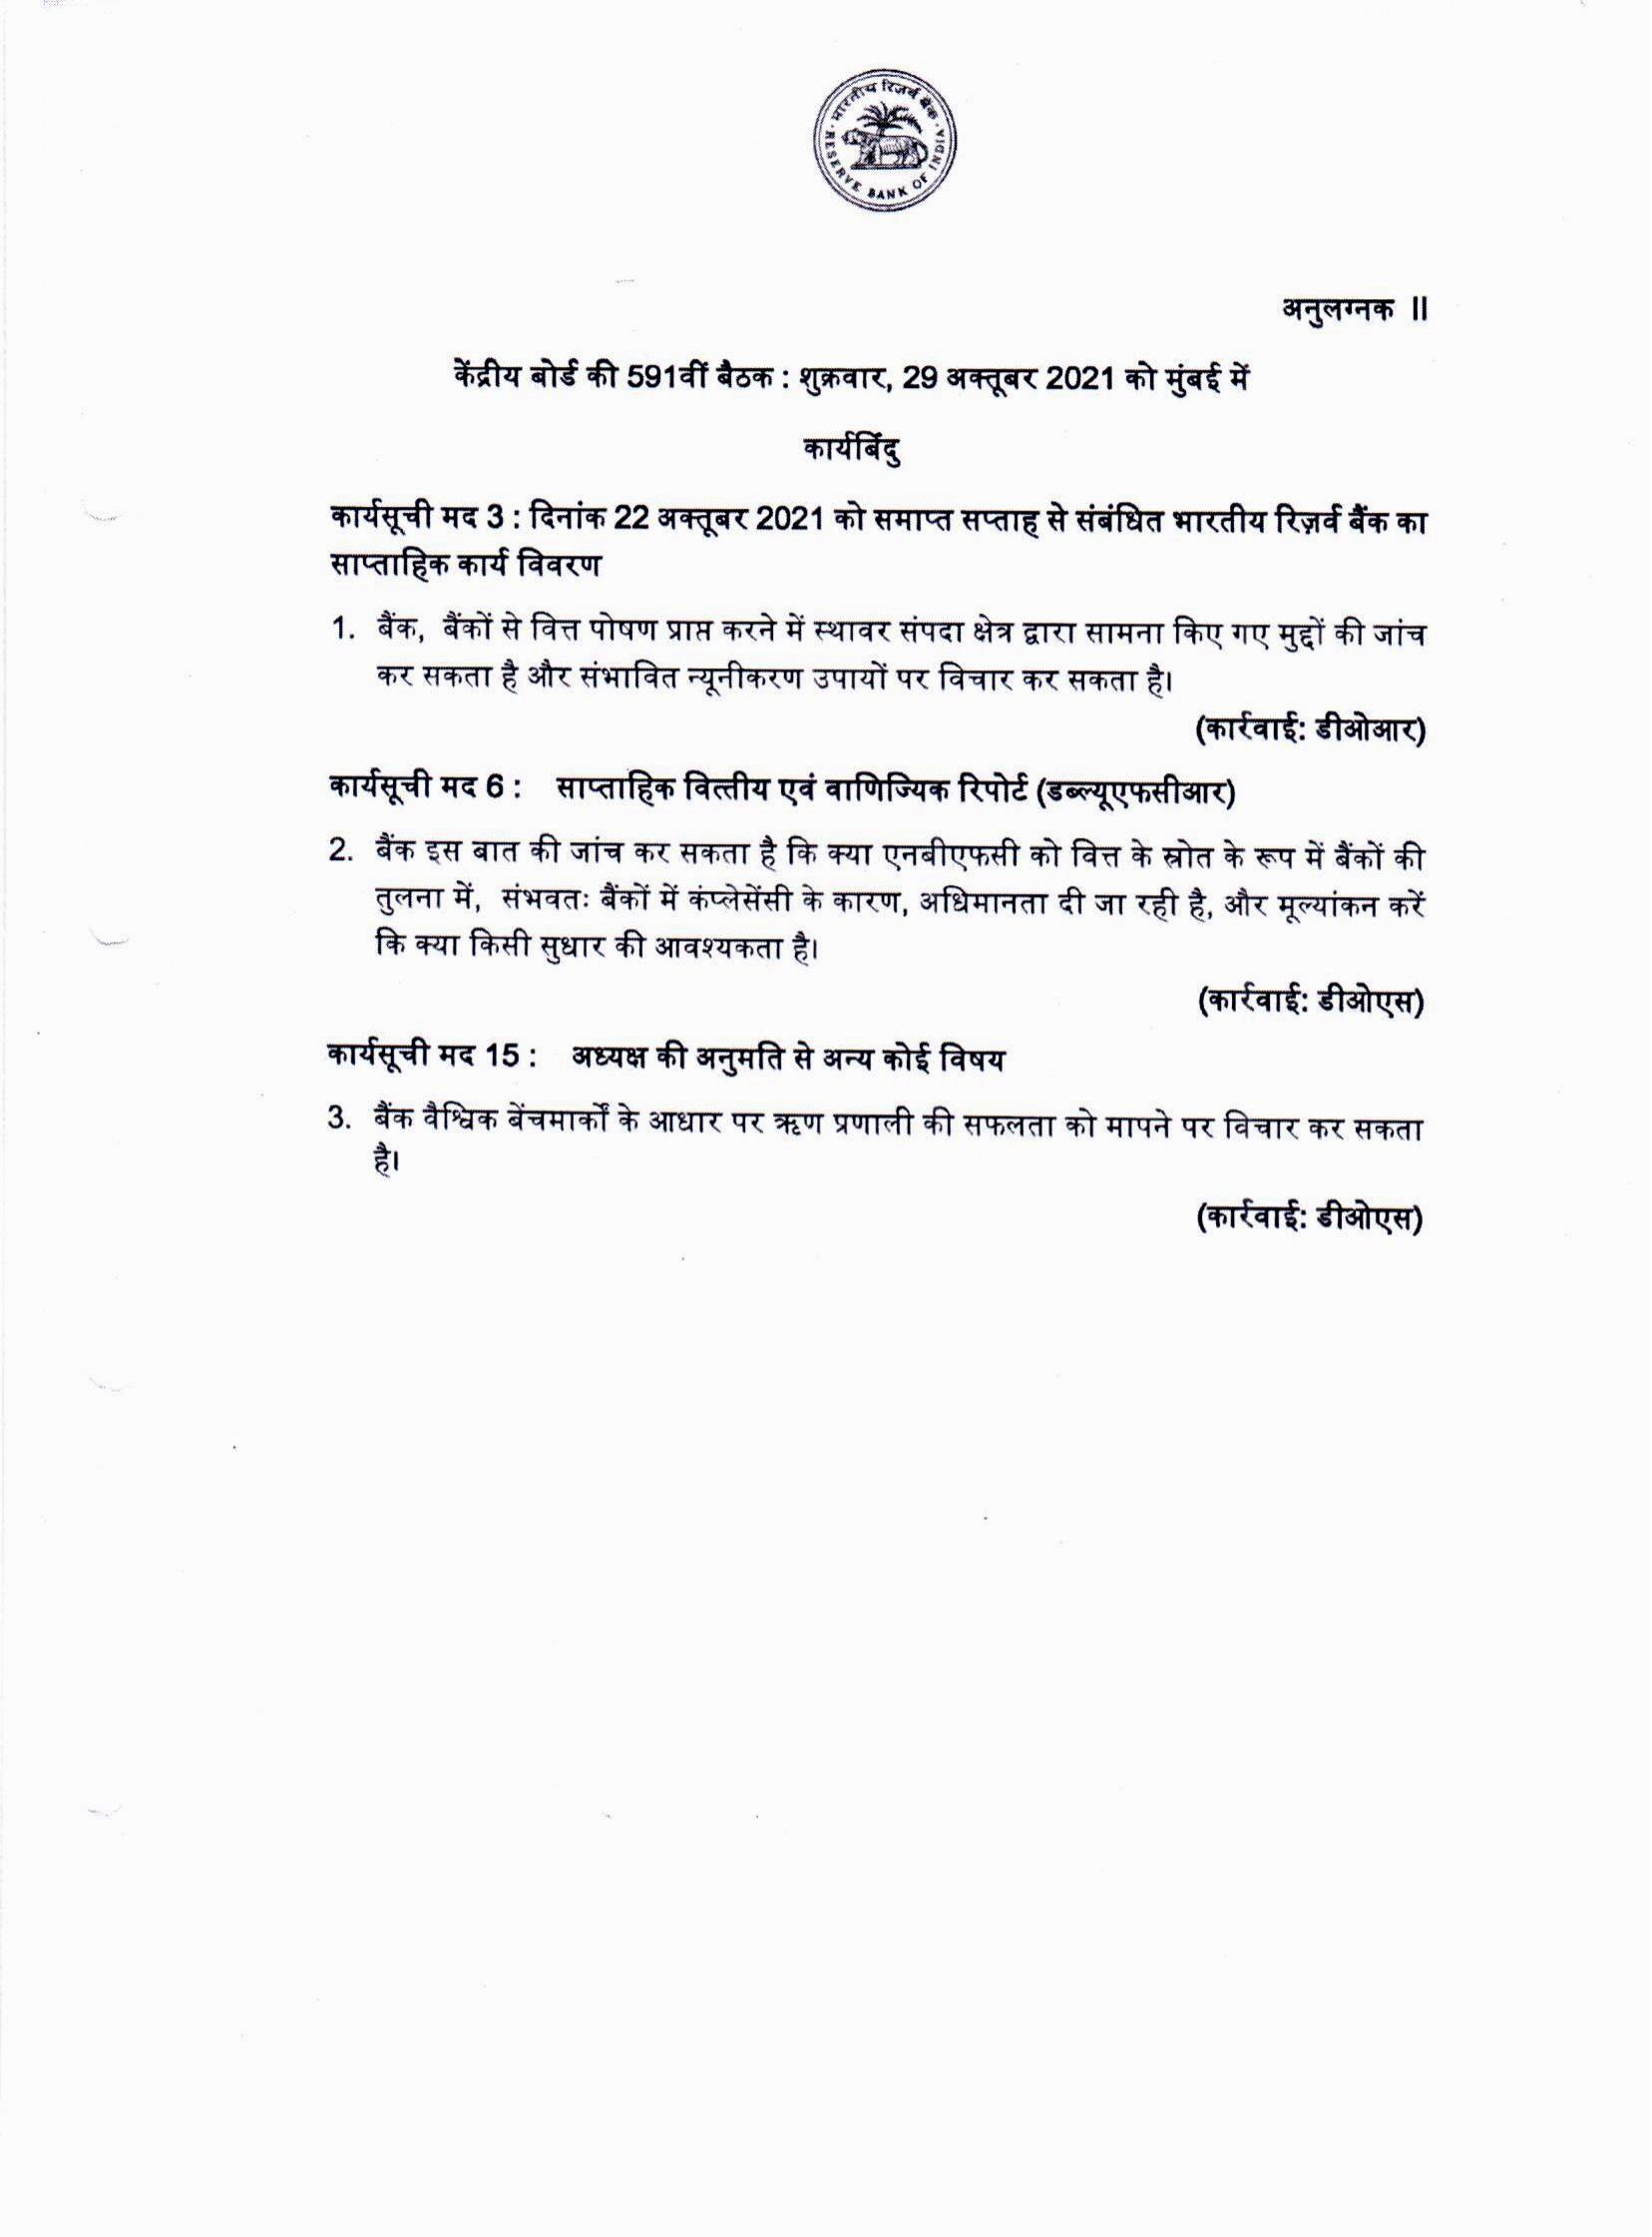 भारतीय रिज़र्व बैंक
RESERVE BANK OF INDIA
अनुलग्नक II
केंद्रीय बोर्ड की 591वीं बैठक : शुक्रवार, 29 अक्तूबर 2021 को मुंबई में
कार्यबिंदु
कार्यसूची मद 3 : दिनांक 22 अक्तूबर 2021 को समाप्त सप्ताह से संबंधित भारतीय रिज़र्व बैंक का
साप्ताहिक कार्य विवरण
1. बैंक, बैंकों से वित्त पोषण प्राप्त करने में स्थावर संपदा क्षेत्र द्वारा सामना किए गए मुद्दों की जांच
कर सकता है और संभावित न्यूनीकरण उपायों पर विचार कर सकता है।
(कार्रवाई: डीओआर)
कार्यसूची मद 6 : साप्ताहिक वित्तीय एवं वाणिज्यिक रिपोर्ट (डब्ल्यूएफसीआर)
2. बैंक इस बात की जांच कर सकता है कि क्या एनबीएफसी को वित्त के स्रोत के रूप में बैंकों की
तुलना में, संभवतः बैंकों में कंप्लेसेंसी के कारण, अधिमानता दी जा रही है, और मूल्यांकन करें
कि क्या किसी सुधार की आवश्यकता है।
(कार्रवाई: डीओएस)
कार्यसूची मद 15 : अध्यक्ष की अनुमति से अन्य कोई विषय
3. बैंक वैश्विक बेंचमार्कों के आधार पर ऋण प्रणाली की सफलता को मापने पर विचार कर सकता
है।
(कार्रवाई: डीओएस)